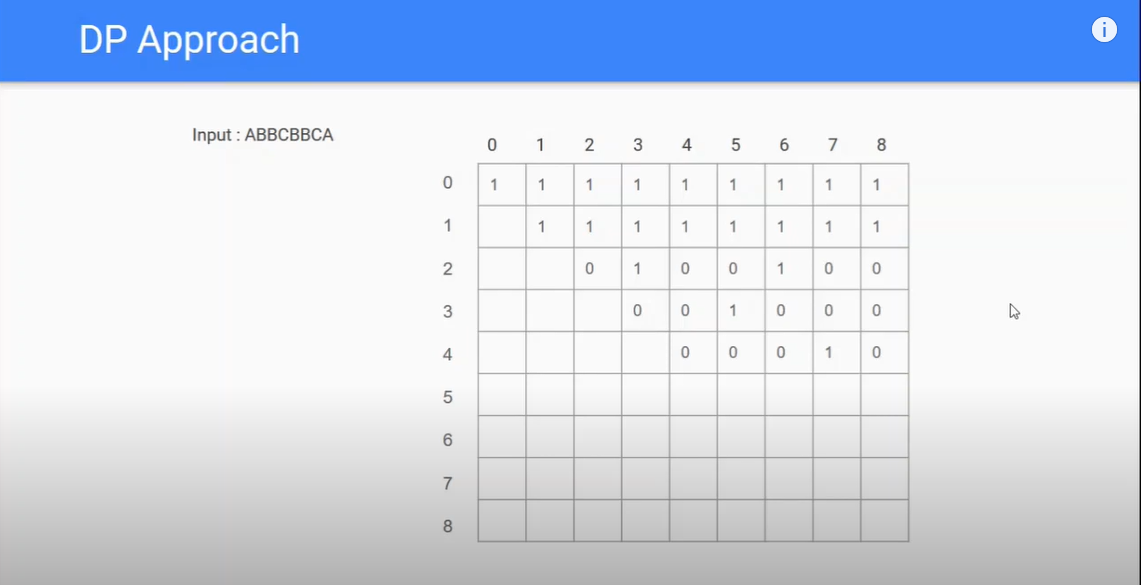 DP Approach
i
Input : ABBCBBCA
0 1 2 3 4 5 6 7 8
0 1 1 1 1 1 1 1 1 1
1 1 1 1 1 1 1 1 1
2 0 1 0 0 1 0 0
3 0 0 1 0 0 0
4 0 0 0 1 0
5
6
7
8